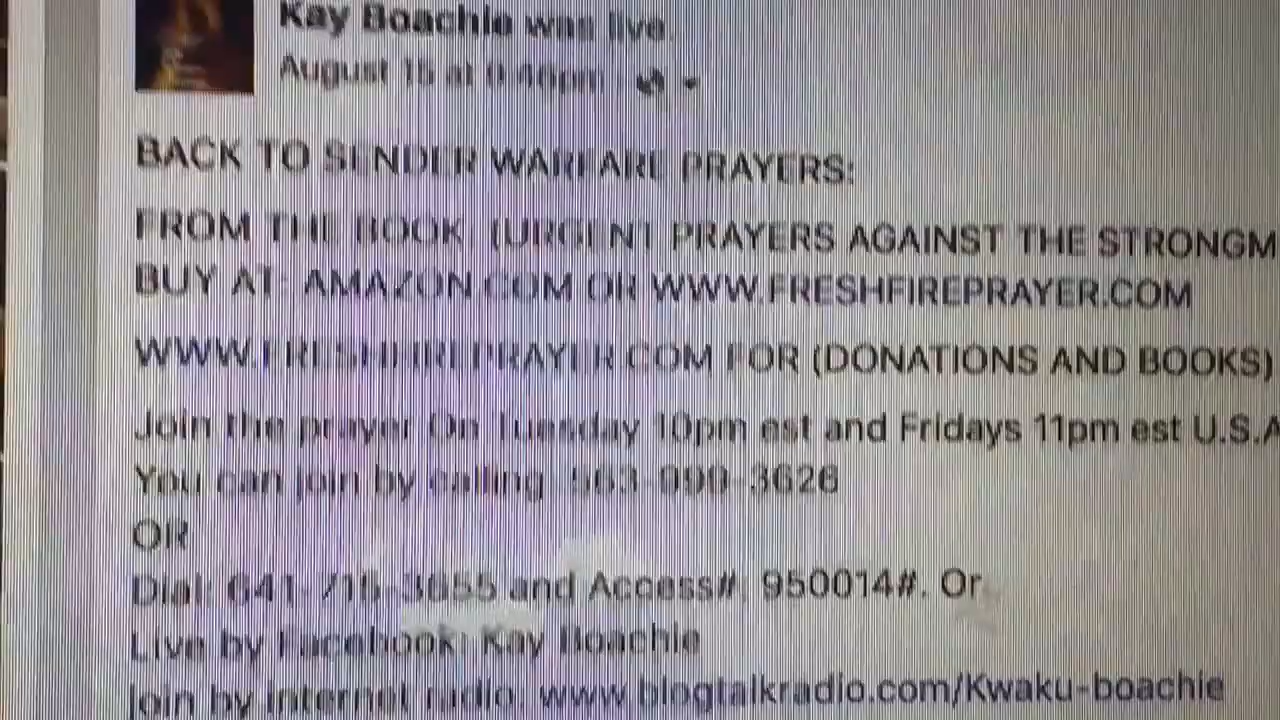 Kay Boachie was live.
August 15 at
BACK TO SENDER WARFARE PRAYERS:
FROM THE BOOK (URGENT PRAYERS AGAINST THE STRONGM
BUY AT: AMAZON.COM OR WWW.FRESHFIREPRAYER.COM
WWW.FRESHFIREPRAYER.COM FOR (DONATIONS AND BOOKS)
Join the prayer On Tuesday 10pm est and Fridays 11pm est U.S.A
You can join by calling
OR
Dial: 641-715-3655 and Access#: 950014#. Or
Live by Facebook: Kay Boachie
join by internet radio: www.blogtalkradio.com/Kwaku-boachie